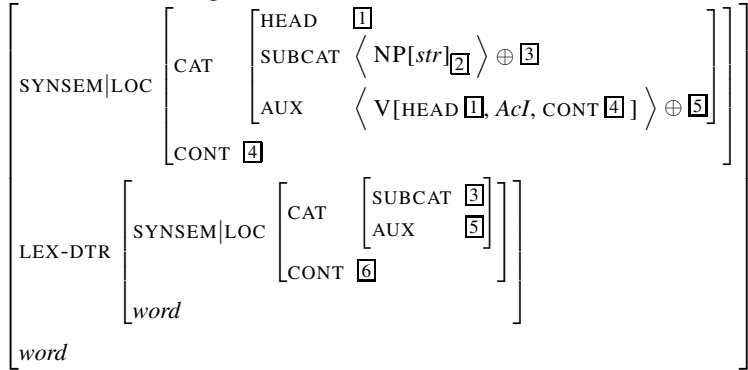 HEAD 1
SUBCAT ⟨ NP[str]2 ⟩ ⊕ 3
CAT
SYNSEM|LOC
AUX ⟨ V[HEAD 1, AcI, CONT 4 ] ⟩ ⊕ 5
CONT 4
SUBCAT 3
CAT
SYNSEM|LOC
AUX 5
LEX-DTR
CONT 6
word
word